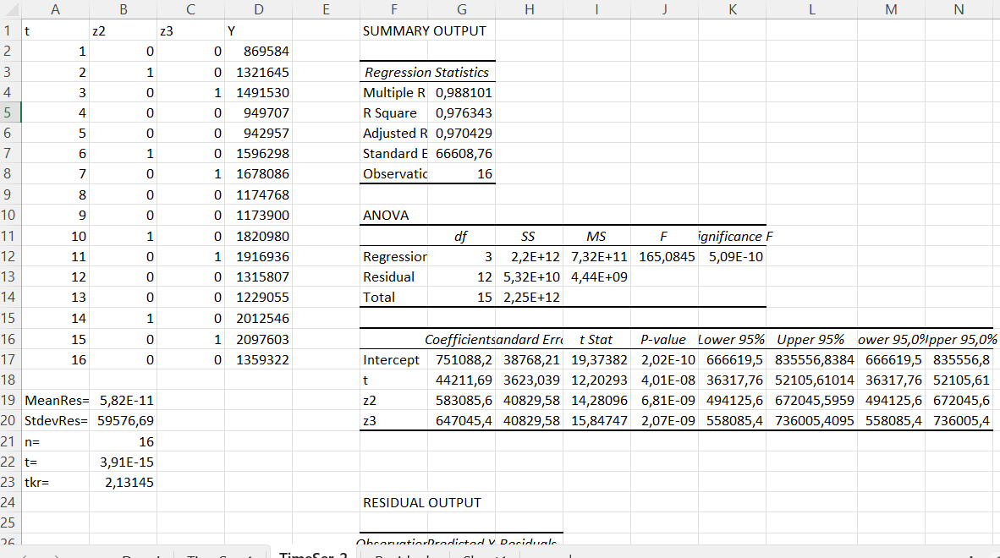 A B C D E F G H I J K L M N
1 t z2 z3 Y SUMMARY OUTPUT
2 1 0 0 869584
3 2 1 0 1321645 Regression Statistics
4 3 0 1 1491530 Multiple R 0,988101
5 4 0 0 949707 R Square 0,976343
6 5 0 0 942957 Adjusted R 0,970429
7 6 1 0 1596298 Standard E 66608,76
8 7 0 1 1678086 Observatio 16
9 8 0 0 1174768
10 9 0 0 1173900 ANOVA
11 10 1 0 1820980 df SS MS F ignificance F
12 11 0 1 1916936 Regression 3 2,2E+12 7,32E+11 165,0845 5,09E-10
13 12 0 0 1315807 Residual 12 5,32E+10 4,44E+09
14 13 0 0 1229055 Total 15 2,25E+12
15 14 1 0 2012546
16 15 0 1 2097603 Coefficients andard Erro t Stat P-value Lower 95% Upper 95% ower 95,0% pper 95,0%
17 16 0 0 1359322 Intercept 751088,2 38768,21 19,37382 2,02E-10 666619,5 835556,8384 666619,5 835556,8
18 t 44211,69 3623,039 12,20293 4,01E-08 36317,76 52105,61014 36317,76 52105,61
19 MeanRes= 5,82E-11 z2 583085,6 40829,58 14,28096 6,81E-09 494125,6 672045,5959 494125,6 672045,6
20 StdevRes= 59576,69 z3 647045,4 40829,58 15,84747 2,07E-09 558085,4 736005,4095 558085,4 736005,4
21 n= 16
22 t= 3,91E-15
23 tkr= 2,13145
24 RESIDUAL OUTPUT
25
26 Observation Predicted Y Residuals
TimeSer 2